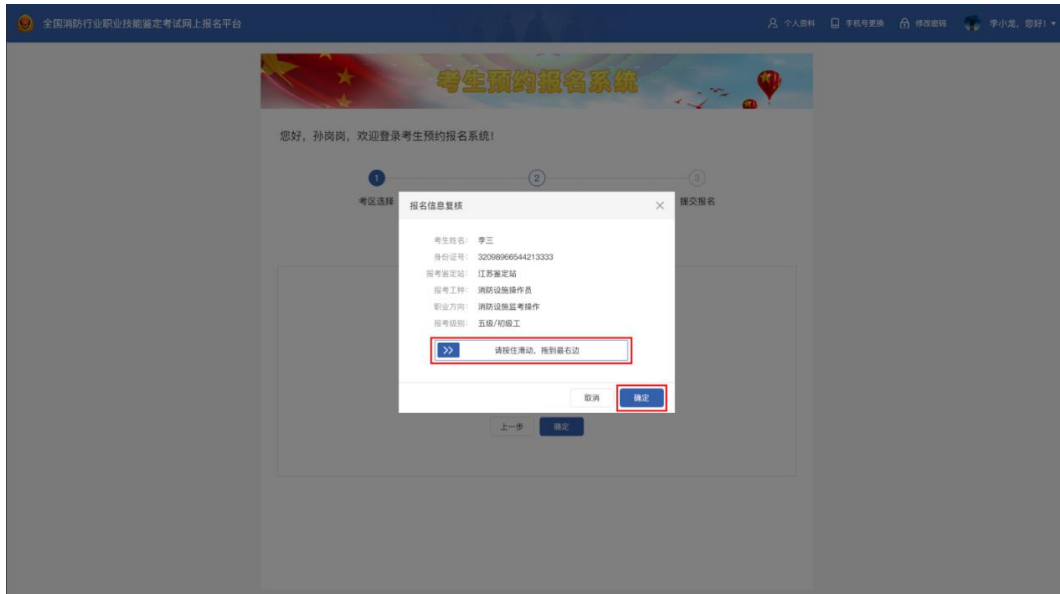 全国消防行业职业技能鉴定考试网上报名平台
个人资料 手机号更换 修改密码 李小龙, 您好!
考生预约报名系统
您好, 孙岗岗, 欢迎登录考生预约报名系统!
1 2 3
考区选择 提交报名
报名信息复核
考生姓名: 李三
身份证号: 32098966544213333
报考鉴定站: 江苏鉴定站
报考工种: 消防设施操作员
职业方向: 消防设施监考操作
报考级别: 五级/初级工
请按住滑动, 拖到最右边
取消 确定
上一步 确定